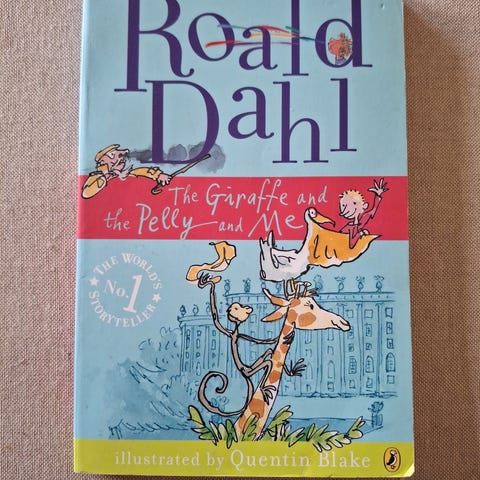 Roald
Dahl
The Giraffe and
the Pelly and Me
THE WORLD'S
No. 1
STORYTELLER
illustrated by Quentin Blake